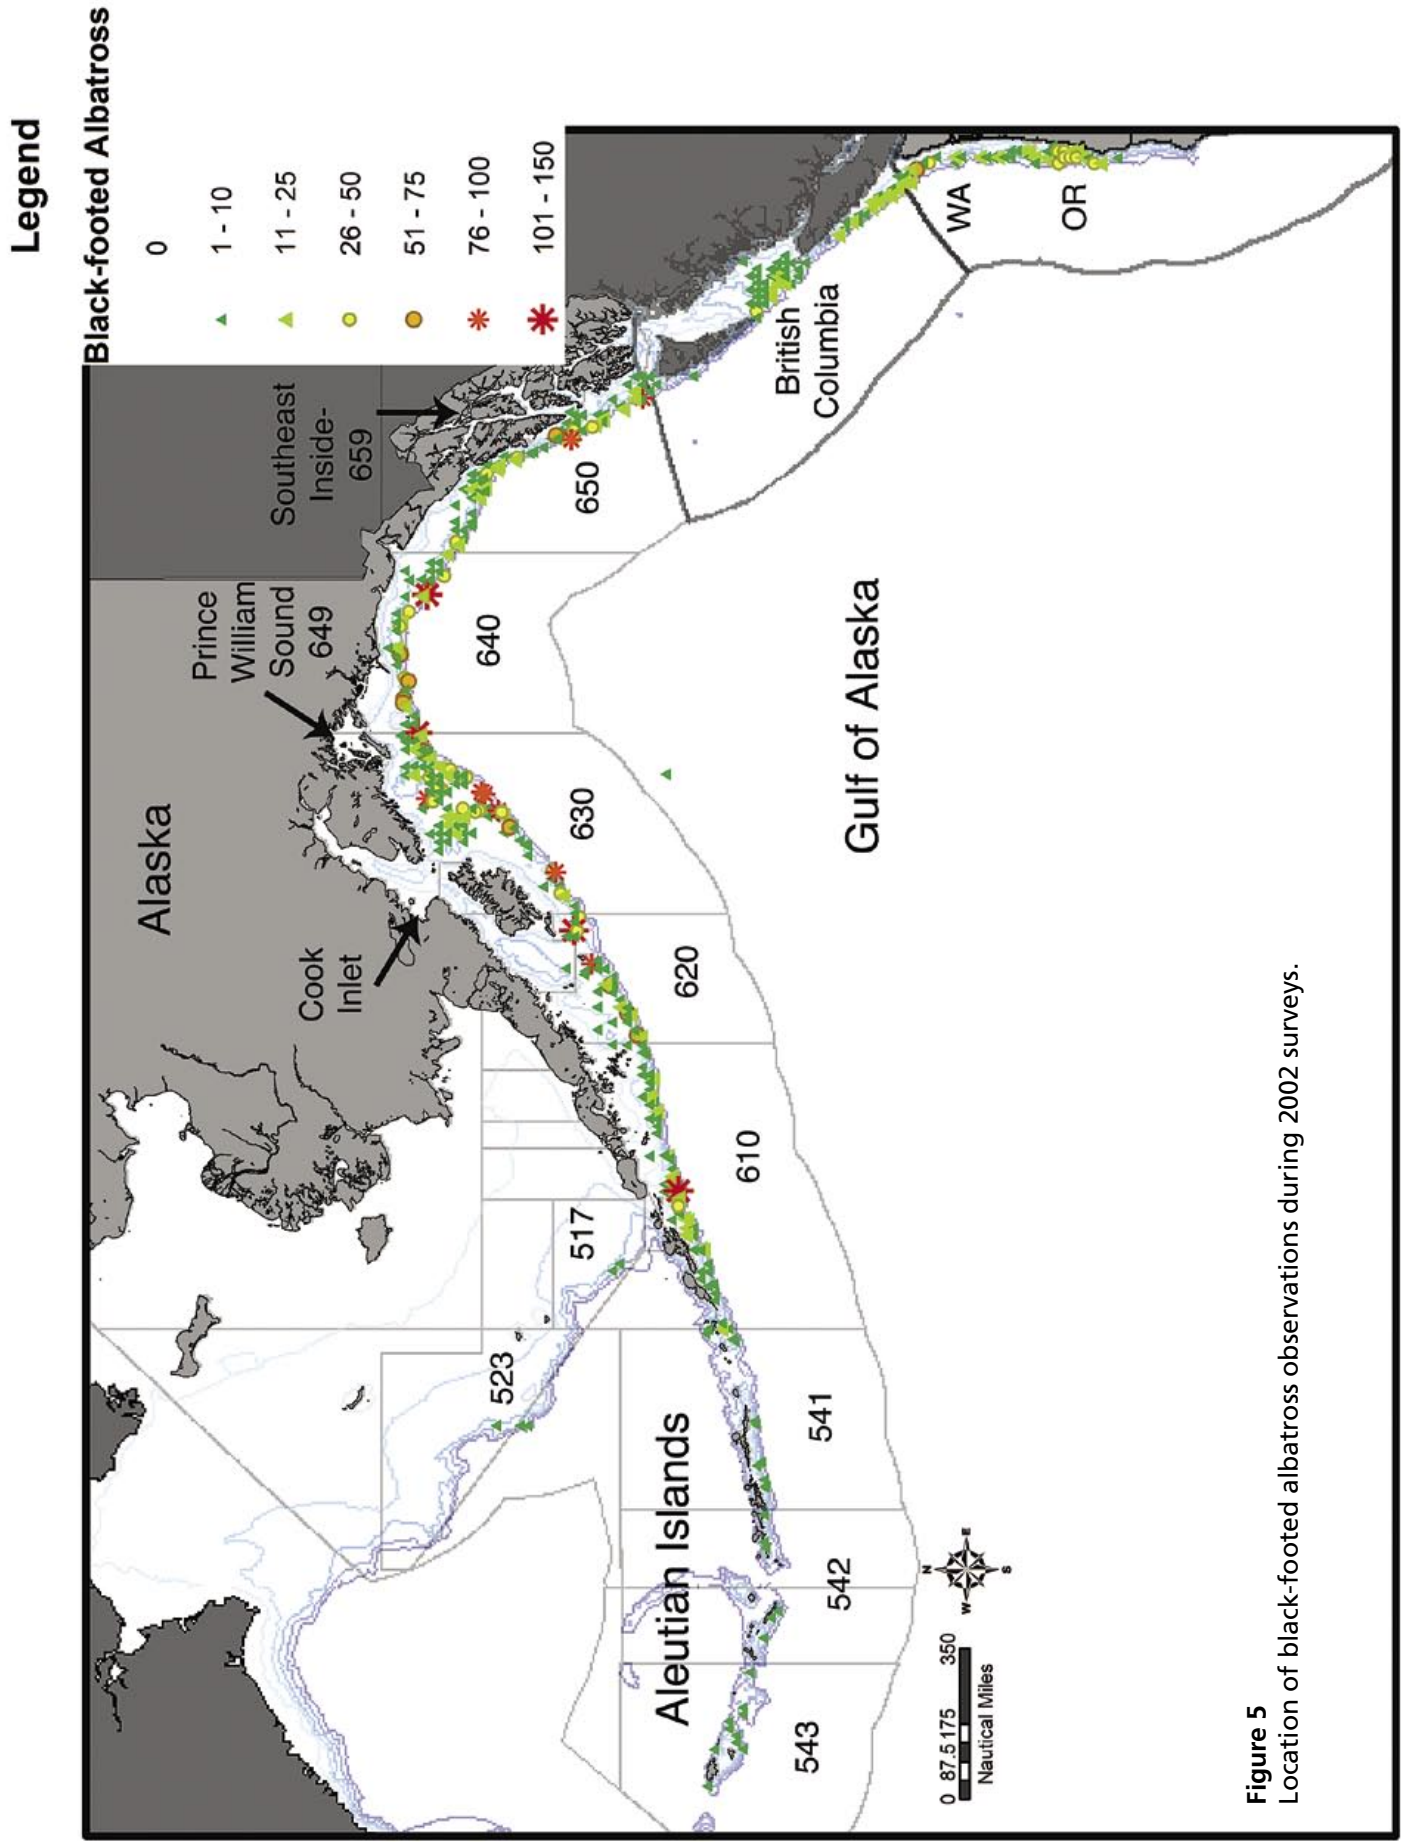 Legend
Black-footed Albatross
0
1 - 10
11 - 25
26 - 50
51 - 75
76 - 100
101 - 150
Alaska
Prince
William
Sound
649
Southeast
Inside-
659
Cook
Inlet
517
523
650
640
630
620
610
British
Columbia
WA
OR
Gulf of Alaska
Aleutian Islands
541
542
543
N
W
E
S
0 87.5 175 350
Nautical Miles
Figure 5
Location of black-footed albatross observations during 2002 surveys.